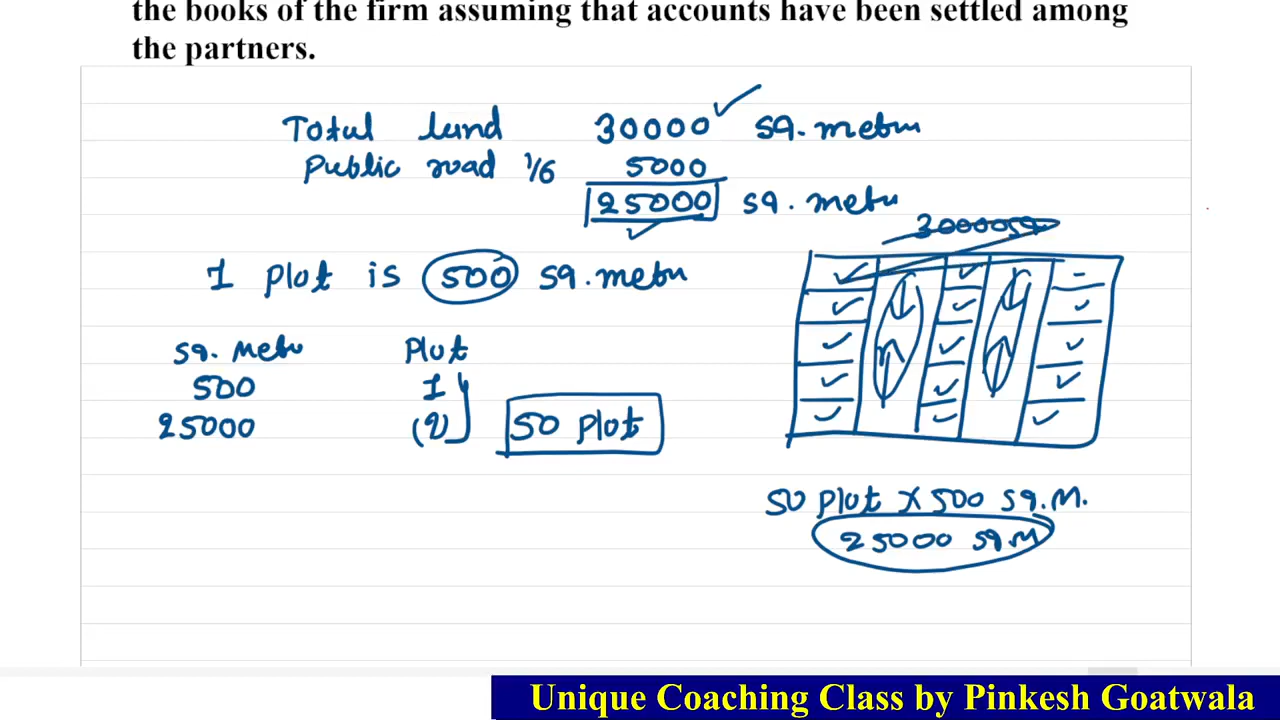 the books of the firm assuming that accounts have been settled among
the partners.
Total land 30000 sq. metre
Public road 1/6 5000
25000 sq. metre
30000 sq
1 plot is 500 sq. metre
sq. Metre Plot
500 1
25000 (?)
50 Plot
50 plot X 500 sq.M.
25000 sq.M
Unique Coaching Class by Pinkesh Goatwala